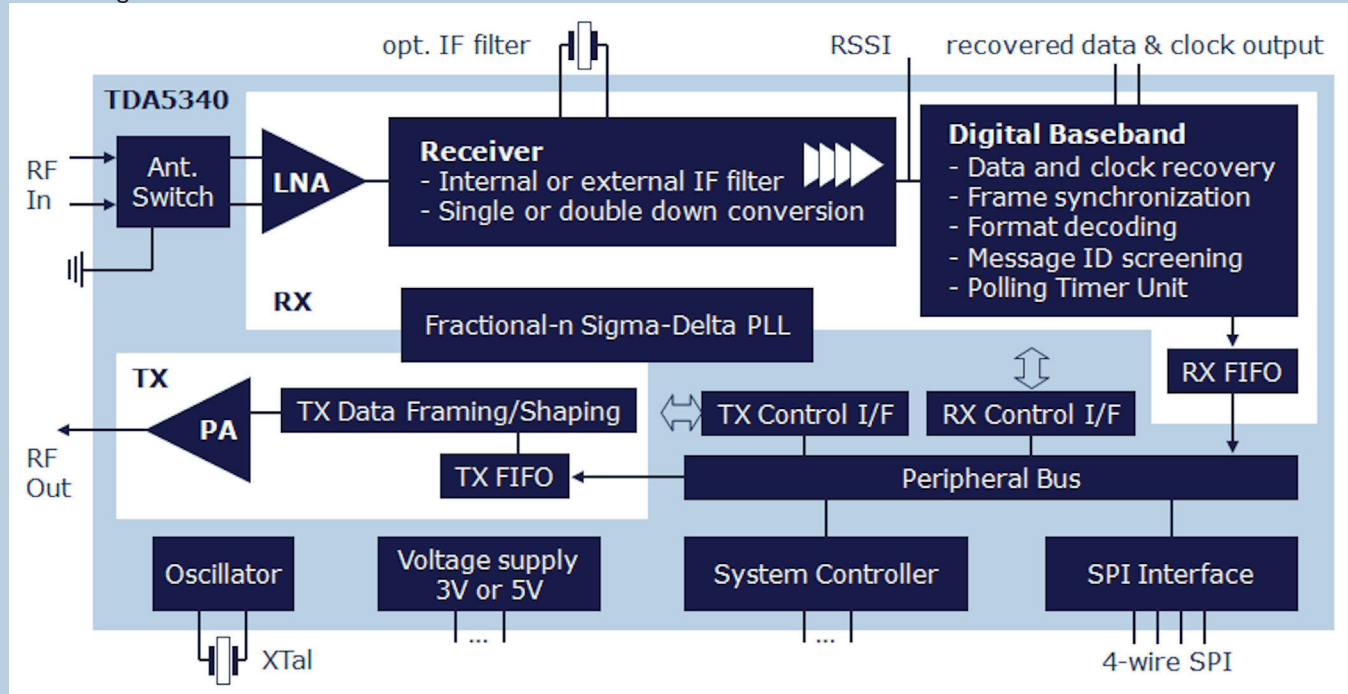 opt. IF filter
RSSI
recovered data & clock output
TDA5340
RF
In
Ant.
Switch
LNA
Receiver
- Internal or external IF filter
- Single or double down conversion
Digital Baseband
- Data and clock recovery
- Frame synchronization
- Format decoding
- Message ID screening
- Polling Timer Unit
RX
Fractional-n Sigma-Delta PLL
RX FIFO
TX
PA
TX Data Framing/Shaping
TX Control I/F
RX Control I/F
RF
Out
TX FIFO
Peripheral Bus
Oscillator
Voltage supply
3V or 5V
System Controller
SPI Interface
...
...
XTal
4-wire SPI